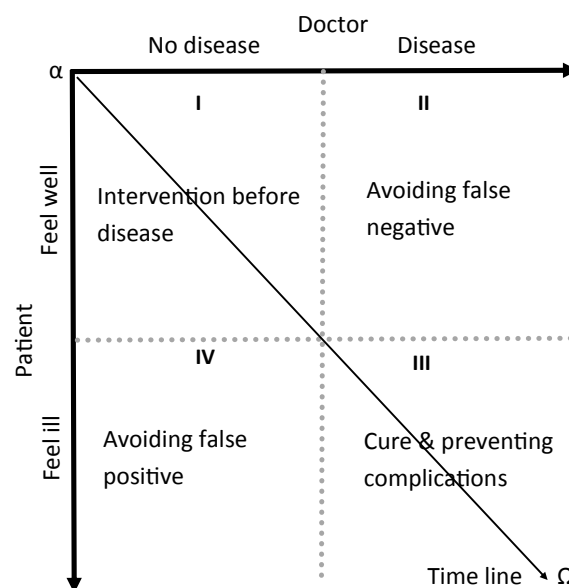 Doctor
No disease
Disease
α
I
II
Feel well
Intervention before
disease
Avoiding false
negative
Patient
IV
III
Feel ill
Avoiding false
positive
Cure & preventing
complications
Time line
Ω